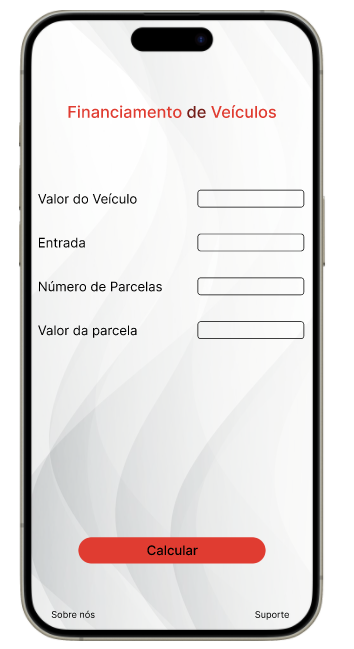 Financiamento de Veículos
Valor do Veículo
Entrada
Número de Parcelas
Valor da parcela
Calcular
Sobre nós
Suporte